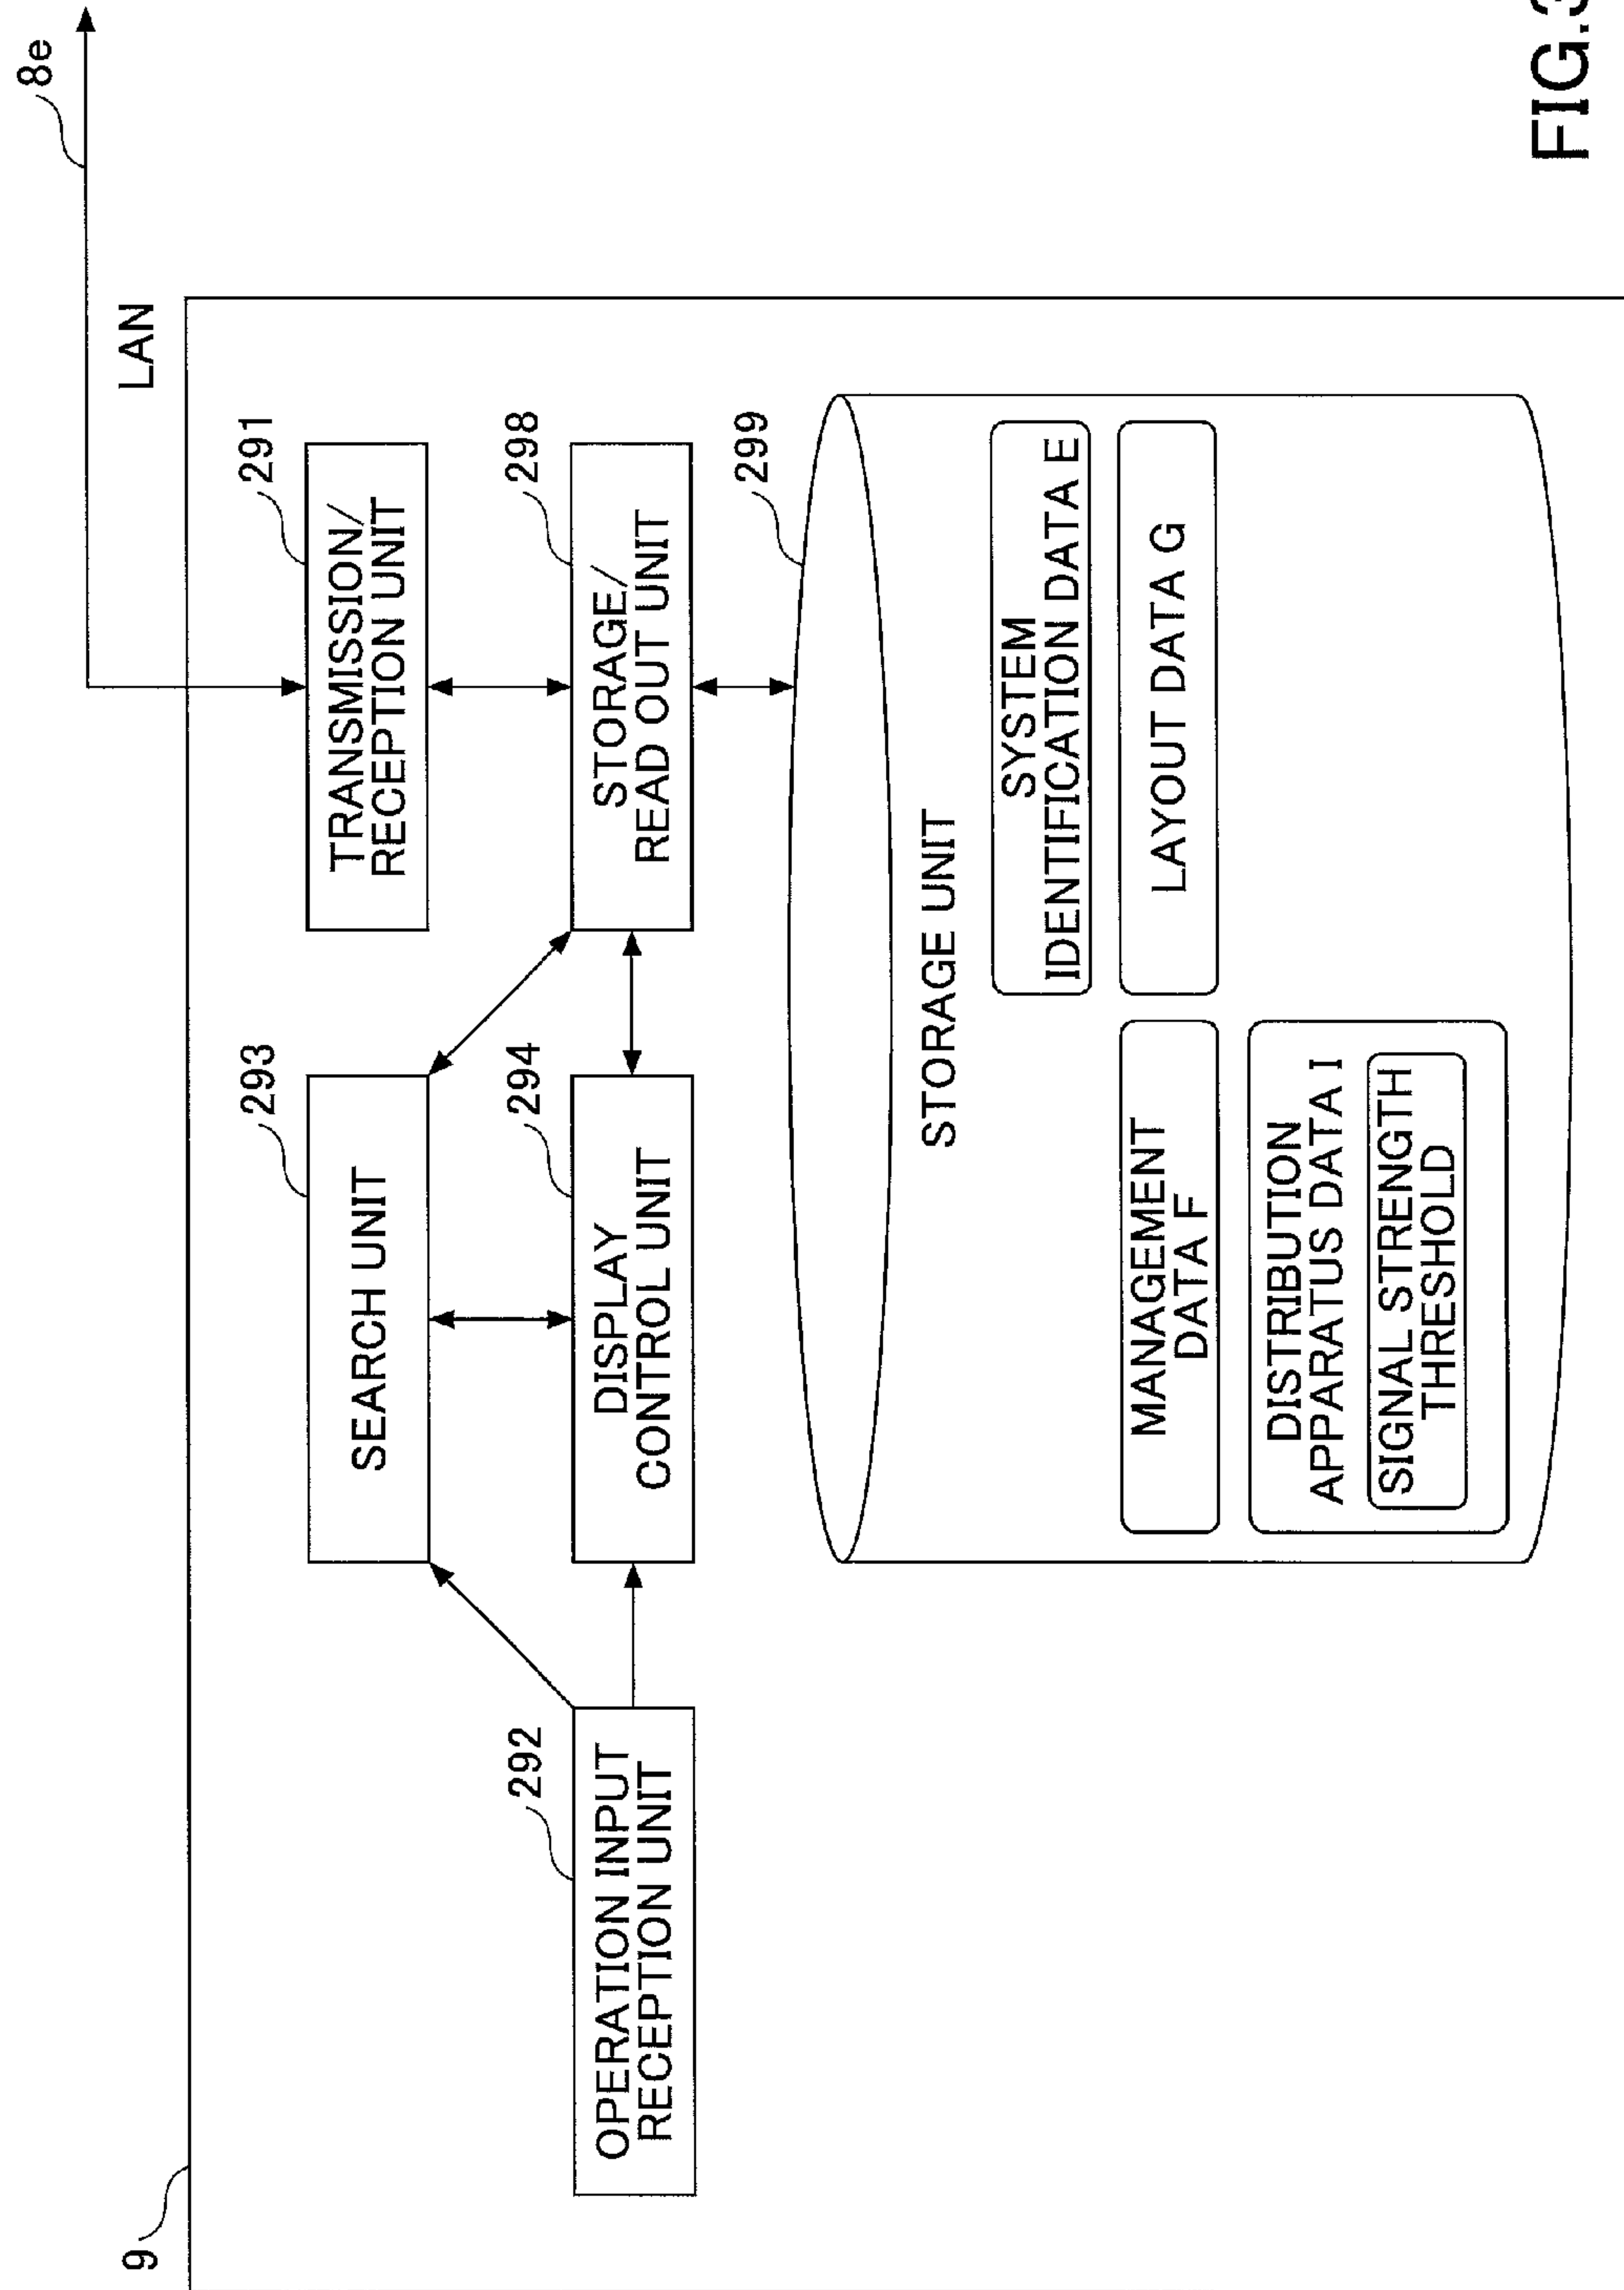 8e
LAN
9
291
TRANSMISSION/
RECEPTION UNIT
293
SEARCH UNIT
298
STORAGE/
READ OUT UNIT
294
DISPLAY
CONTROL UNIT
292
OPERATION INPUT
RECEPTION UNIT
299
STORAGE UNIT
SYSTEM
IDENTIFICATION DATA E
MANAGEMENT
DATA F
LAYOUT DATA G
DISTRIBUTION
APPARATUS DATA I
SIGNAL STRENGTH
THRESHOLD